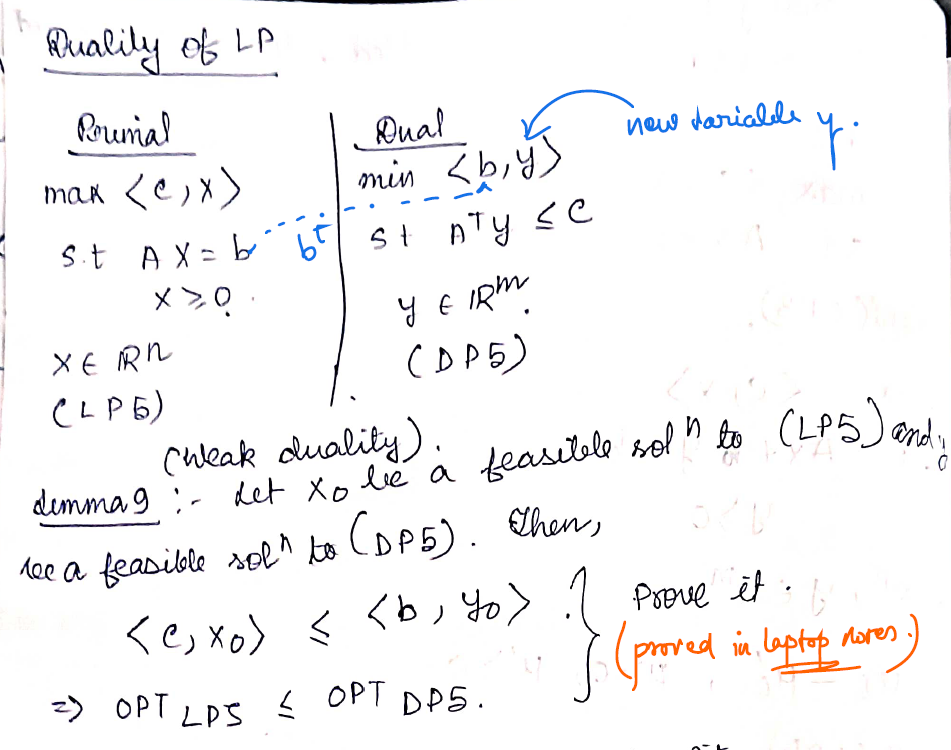 Duality of LP
Primal
max <c, x>
s.t A X = b
x ≥ 0.
x ∈ ℝn
(LP5)
Dual
min <b, y>
new variable y.
bᵗ
st Aᵀy ≤ c
y ∈ ℝᵐ.
(DP5)
(Weak duality).
Lemma 9 :- Let x₀ be a feasible solⁿ to (LP5) and y
be a feasible solⁿ to (DP5). Then,
<c, x₀> ≤ <b, y₀>.
Prove it.
(proved in laptop notes.)
=> OPT LP5 ≤ OPT DP5.